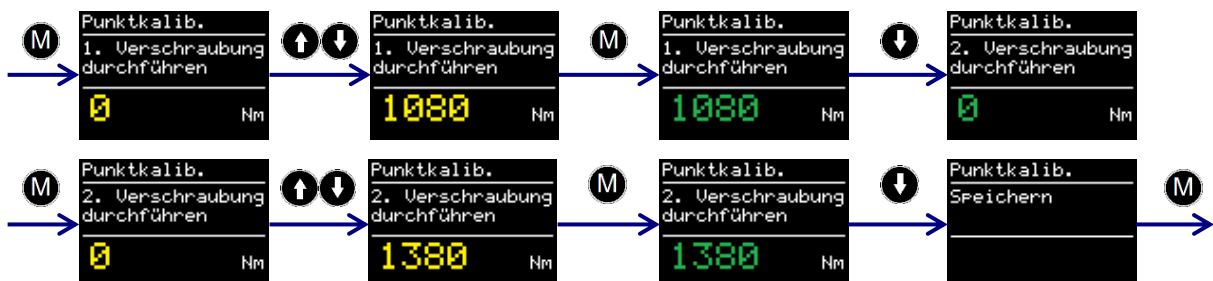 M
Punktkalib.
1. Verschraubung
durchführen
0 Nm
Punktkalib.
1. Verschraubung
durchführen
1080 Nm
M
Punktkalib.
1. Verschraubung
durchführen
1080 Nm
Punktkalib.
2. Verschraubung
durchführen
0 Nm
M
Punktkalib.
2. Verschraubung
durchführen
0 Nm
Punktkalib.
2. Verschraubung
durchführen
1380 Nm
M
Punktkalib.
2. Verschraubung
durchführen
1380 Nm
Punktkalib.
Speichern
M